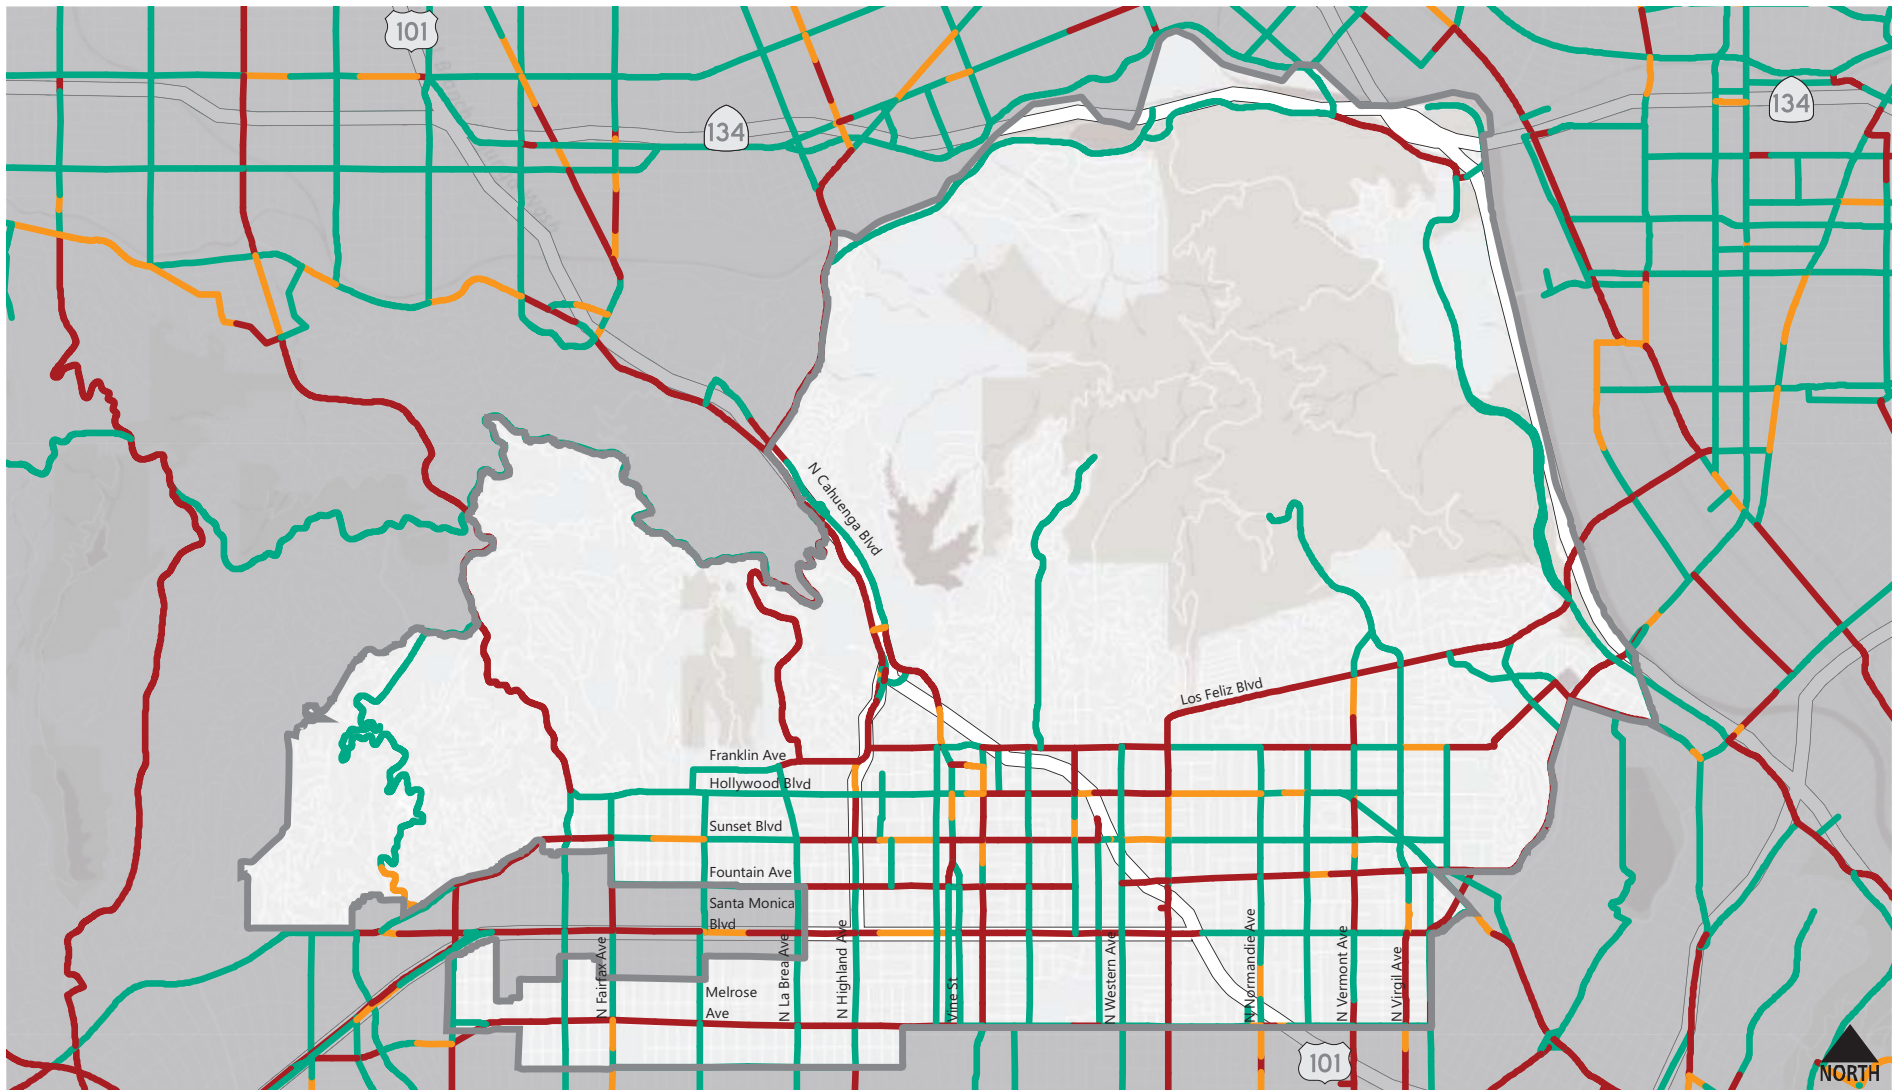 101
134
134
N Cahuenga Blvd
Los Feliz Blvd
Franklin Ave
Hollywood Blvd
Sunset Blvd
Fountain Ave
Santa Monica
Blvd
N Fairfax Ave
N La Brea Ave
N Highland Ave
Vine St
N Western Ave
N Normandie Ave
N Vermont Ave
N Virgil Ave
Melrose
Ave
101
NORTH